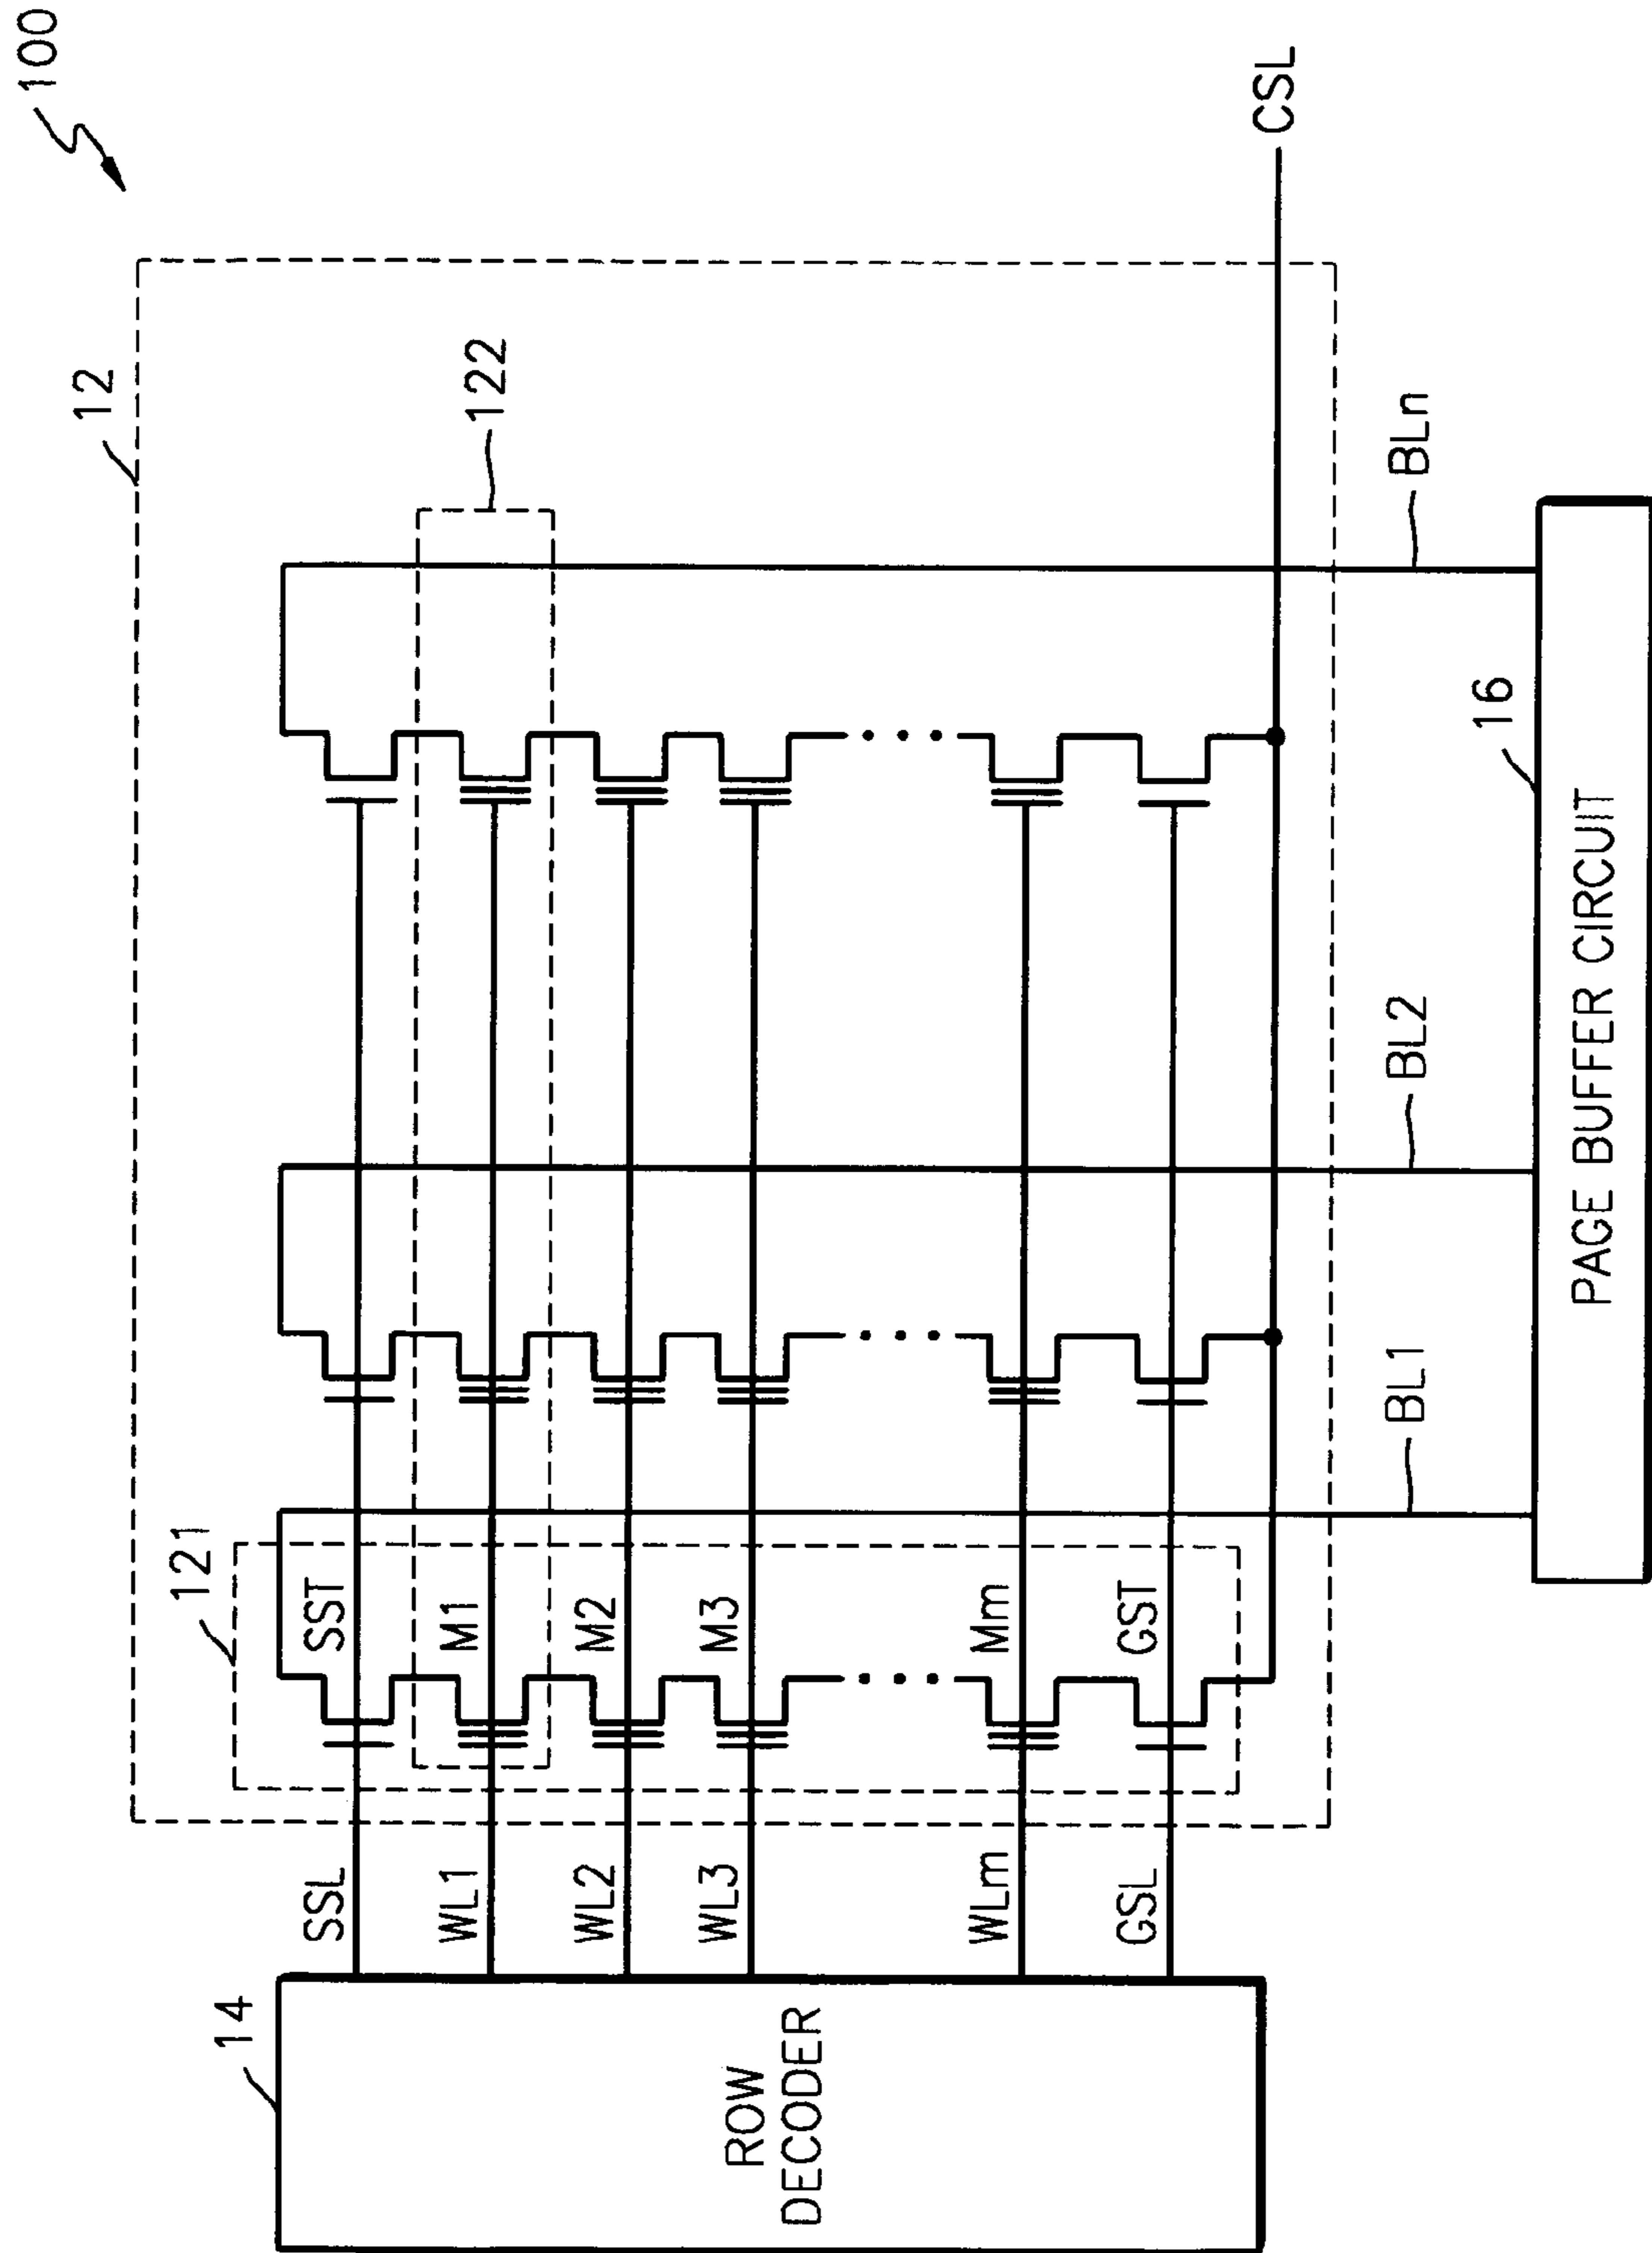 100
12
122
121
14
ROW
DECODER
SSL
WL1
WL2
WL3
WLm
GSL
SST
M1
M2
M3
Mm
GST
CSL
BL1
BL2
BLn
16
PAGE BUFFER CIRCUIT